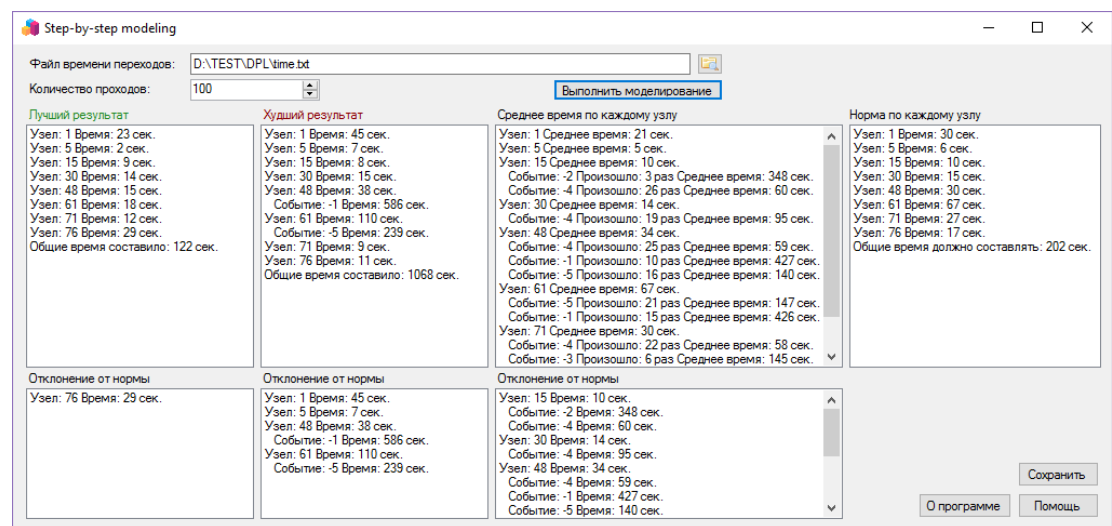 Step-by-step modeling
Файл времени переходов: D:\TEST\DPL\time.txt
Количество проходов: 100
Выполнить моделирование
Лучший результат
Узел: 1 Время: 23 сек.
Узел: 5 Время: 2 сек.
Узел: 15 Время: 9 сек.
Узел: 30 Время: 14 сек.
Узел: 48 Время: 15 сек.
Узел: 61 Время: 18 сек.
Узел: 71 Время: 12 сек.
Узел: 76 Время: 29 сек.
Общие время составило: 122 сек.
Худший результат
Узел: 1 Время: 45 сек.
Узел: 5 Время: 7 сек.
Узел: 15 Время: 8 сек.
Узел: 30 Время: 15 сек.
Узел: 48 Время: 38 сек.
Событие: -1 Время: 586 сек.
Узел: 61 Время: 110 сек.
Событие: -5 Время: 239 сек.
Узел: 71 Время: 9 сек.
Узел: 76 Время: 11 сек.
Общие время составило: 1068 сек.
Среднее время по каждому узлу
Узел: 1 Среднее время: 21 сек.
Узел: 5 Среднее время: 5 сек.
Узел: 15 Среднее время: 10 сек.
Событие: -2 Произошло: 3 раз Среднее время: 348 сек.
Событие: -4 Произошло: 26 раз Среднее время: 60 сек.
Узел: 30 Среднее время: 14 сек.
Событие: -4 Произошло: 19 раз Среднее время: 95 сек.
Узел: 48 Среднее время: 34 сек.
Событие: -4 Произошло: 25 раз Среднее время: 59 сек.
Событие: -1 Произошло: 10 раз Среднее время: 427 сек.
Событие: -5 Произошло: 16 раз Среднее время: 140 сек.
Узел: 61 Среднее время: 67 сек.
Событие: -5 Произошло: 21 раз Среднее время: 147 сек.
Событие: -1 Произошло: 15 раз Среднее время: 426 сек.
Узел: 71 Среднее время: 30 сек.
Событие: -4 Произошло: 22 раз Среднее время: 58 сек.
Событие: -3 Произошло: 6 раз Среднее время: 145 сек.
Норма по каждому узлу
Узел: 1 Время: 30 сек.
Узел: 5 Время: 6 сек.
Узел: 15 Время: 10 сек.
Узел: 30 Время: 15 сек.
Узел: 48 Время: 30 сек.
Узел: 61 Время: 67 сек.
Узел: 71 Время: 27 сек.
Узел: 76 Время: 17 сек.
Общие время должно составлять: 202 сек.
Отклонение от нормы
Узел: 76 Время: 29 сек.
Отклонение от нормы
Узел: 1 Время: 45 сек.
Узел: 5 Время: 7 сек.
Узел: 48 Время: 38 сек.
Событие: -1 Время: 586 сек.
Узел: 61 Время: 110 сек.
Событие: -5 Время: 239 сек.
Отклонение от нормы
Узел: 15 Время: 10 сек.
Событие: -2 Время: 348 сек.
Событие: -4 Время: 60 сек.
Узел: 30 Время: 14 сек.
Событие: -4 Время: 95 сек.
Узел: 48 Время: 34 сек.
Событие: -4 Время: 59 сек.
Событие: -1 Время: 427 сек.
Событие: -5 Время: 140 сек.
Сохранить
О программе
Помощь